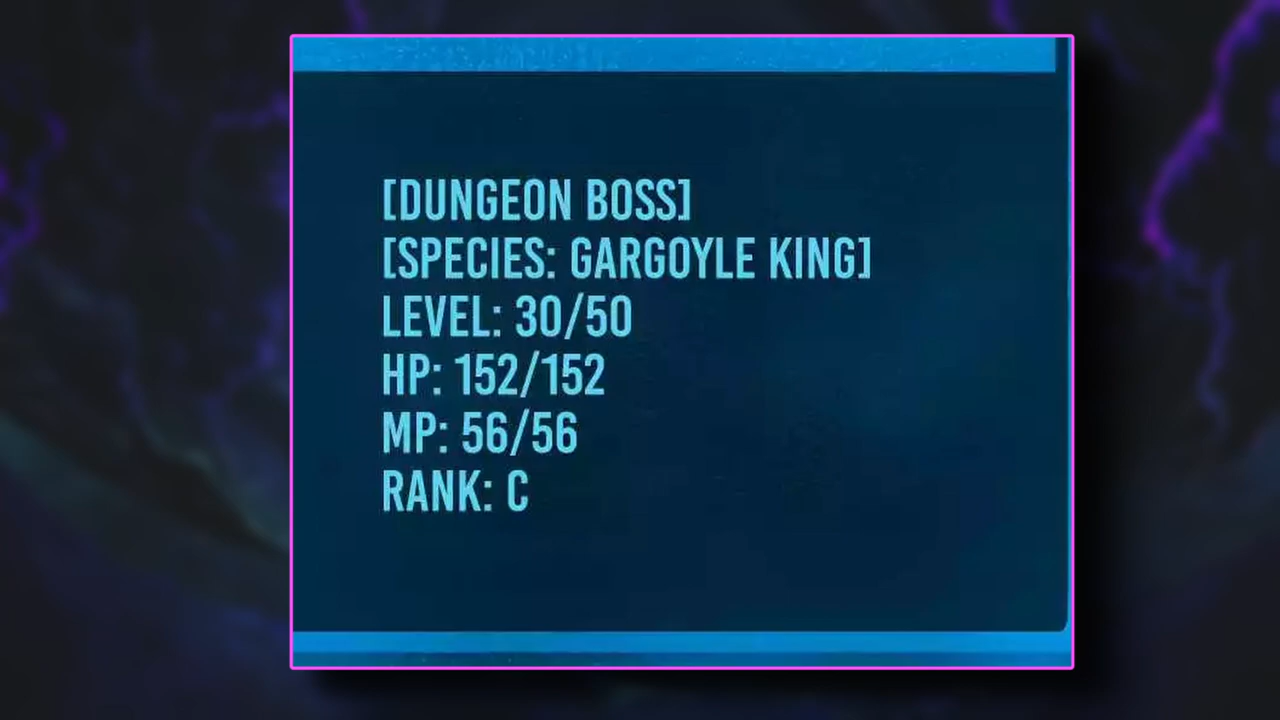 [DUNGEON BOSS]
[SPECIES: GARGOYLE KING]
LEVEL: 30/50
HP: 152/152
MP: 56/56
RANK: C